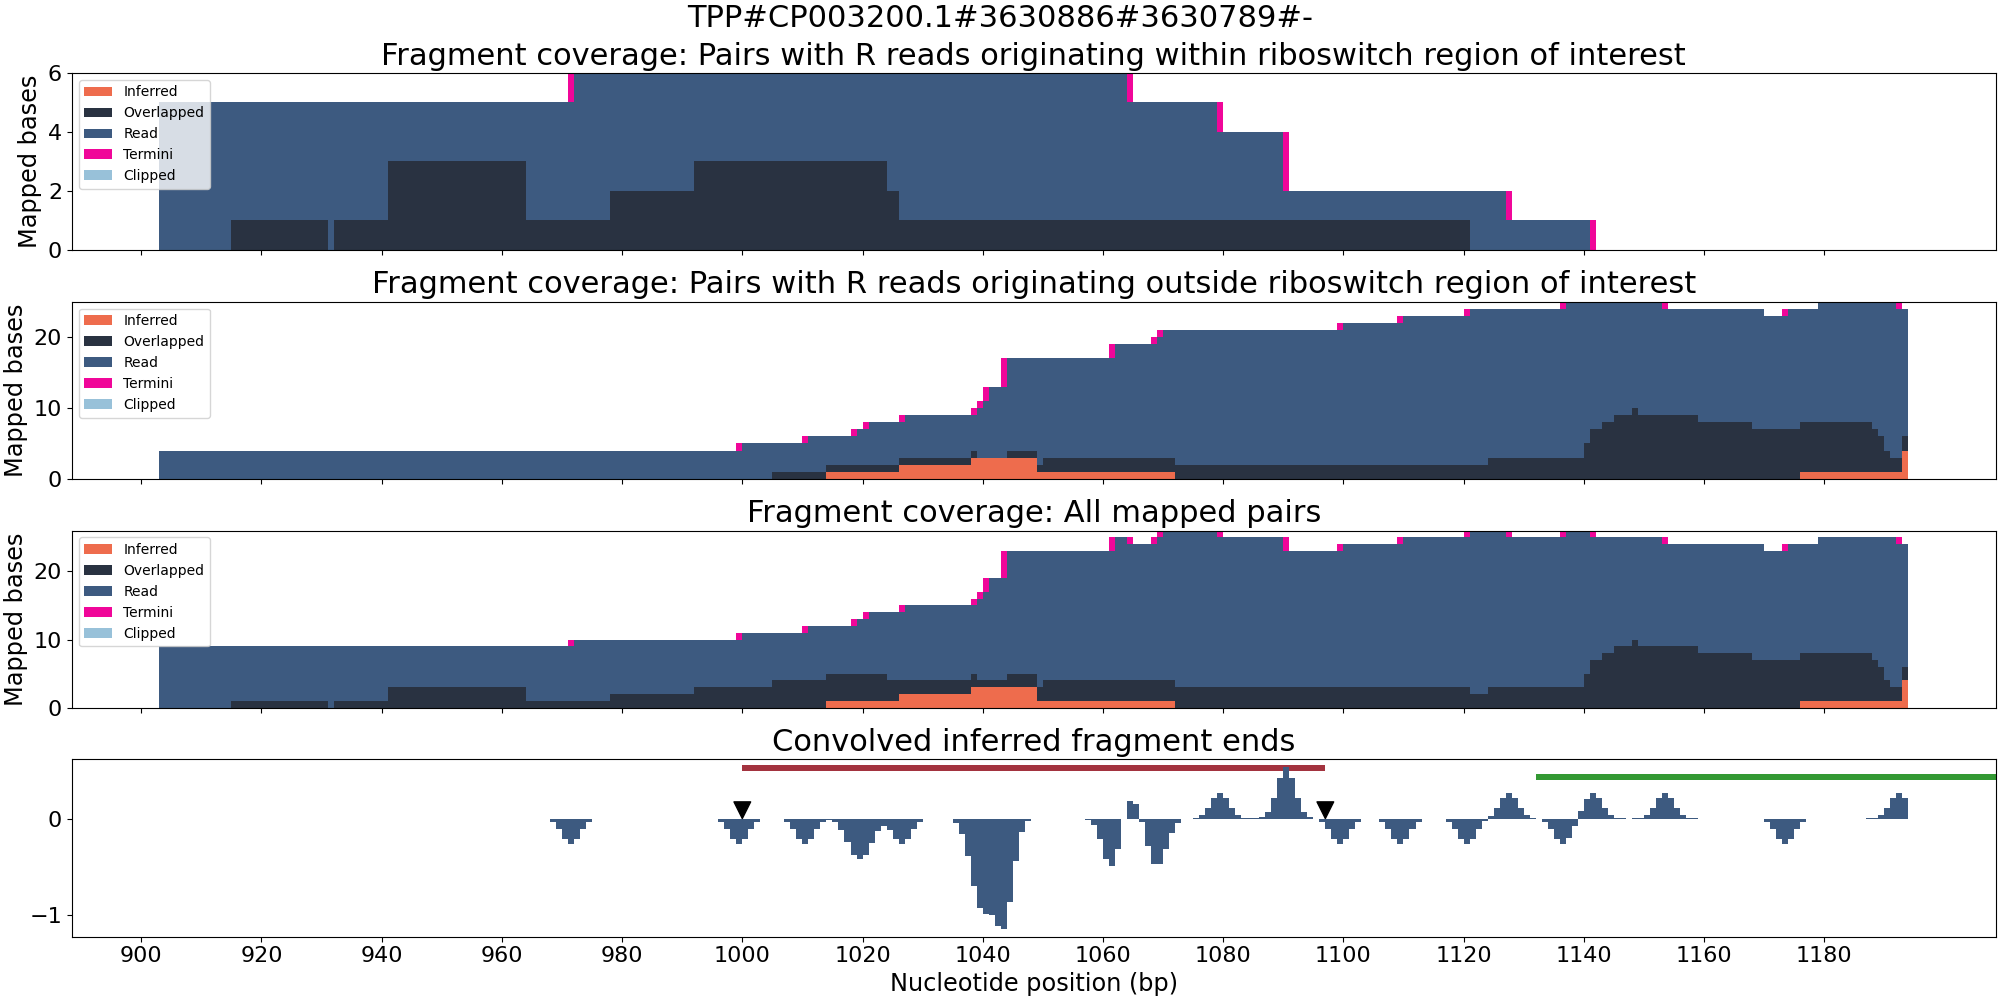 TPP#CP003200.1#3630886#3630789#-
Fragment coverage: Pairs with R reads originating within riboswitch region of interest
Mapped bases
6
4
2
0
Inferred
Overlapped
Read
Termini
Clipped
Fragment coverage: Pairs with R reads originating outside riboswitch region of interest
Mapped bases
20
10
0
Inferred
Overlapped
Read
Termini
Clipped
Fragment coverage: All mapped pairs
Mapped bases
20
10
0
Inferred
Overlapped
Read
Termini
Clipped
Convolved inferred fragment ends
0
−1
900 920 940 960 980 1000 1020 1040 1060 1080 1100 1120 1140 1160 1180
Nucleotide position (bp)